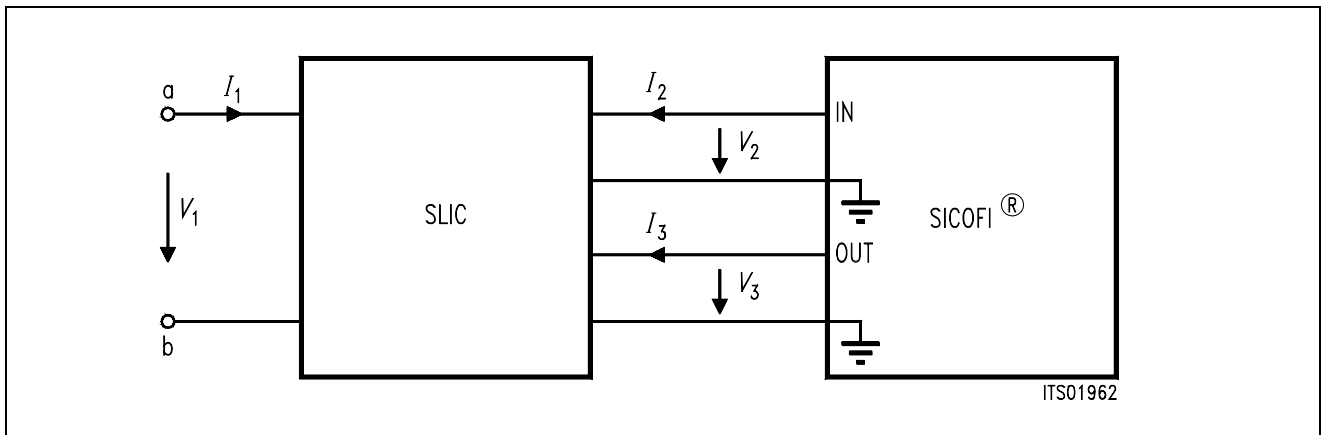 a
I1
I2
IN
V2
V1
SLIC
SICOFI ®
I3
OUT
V3
b
ITS01962